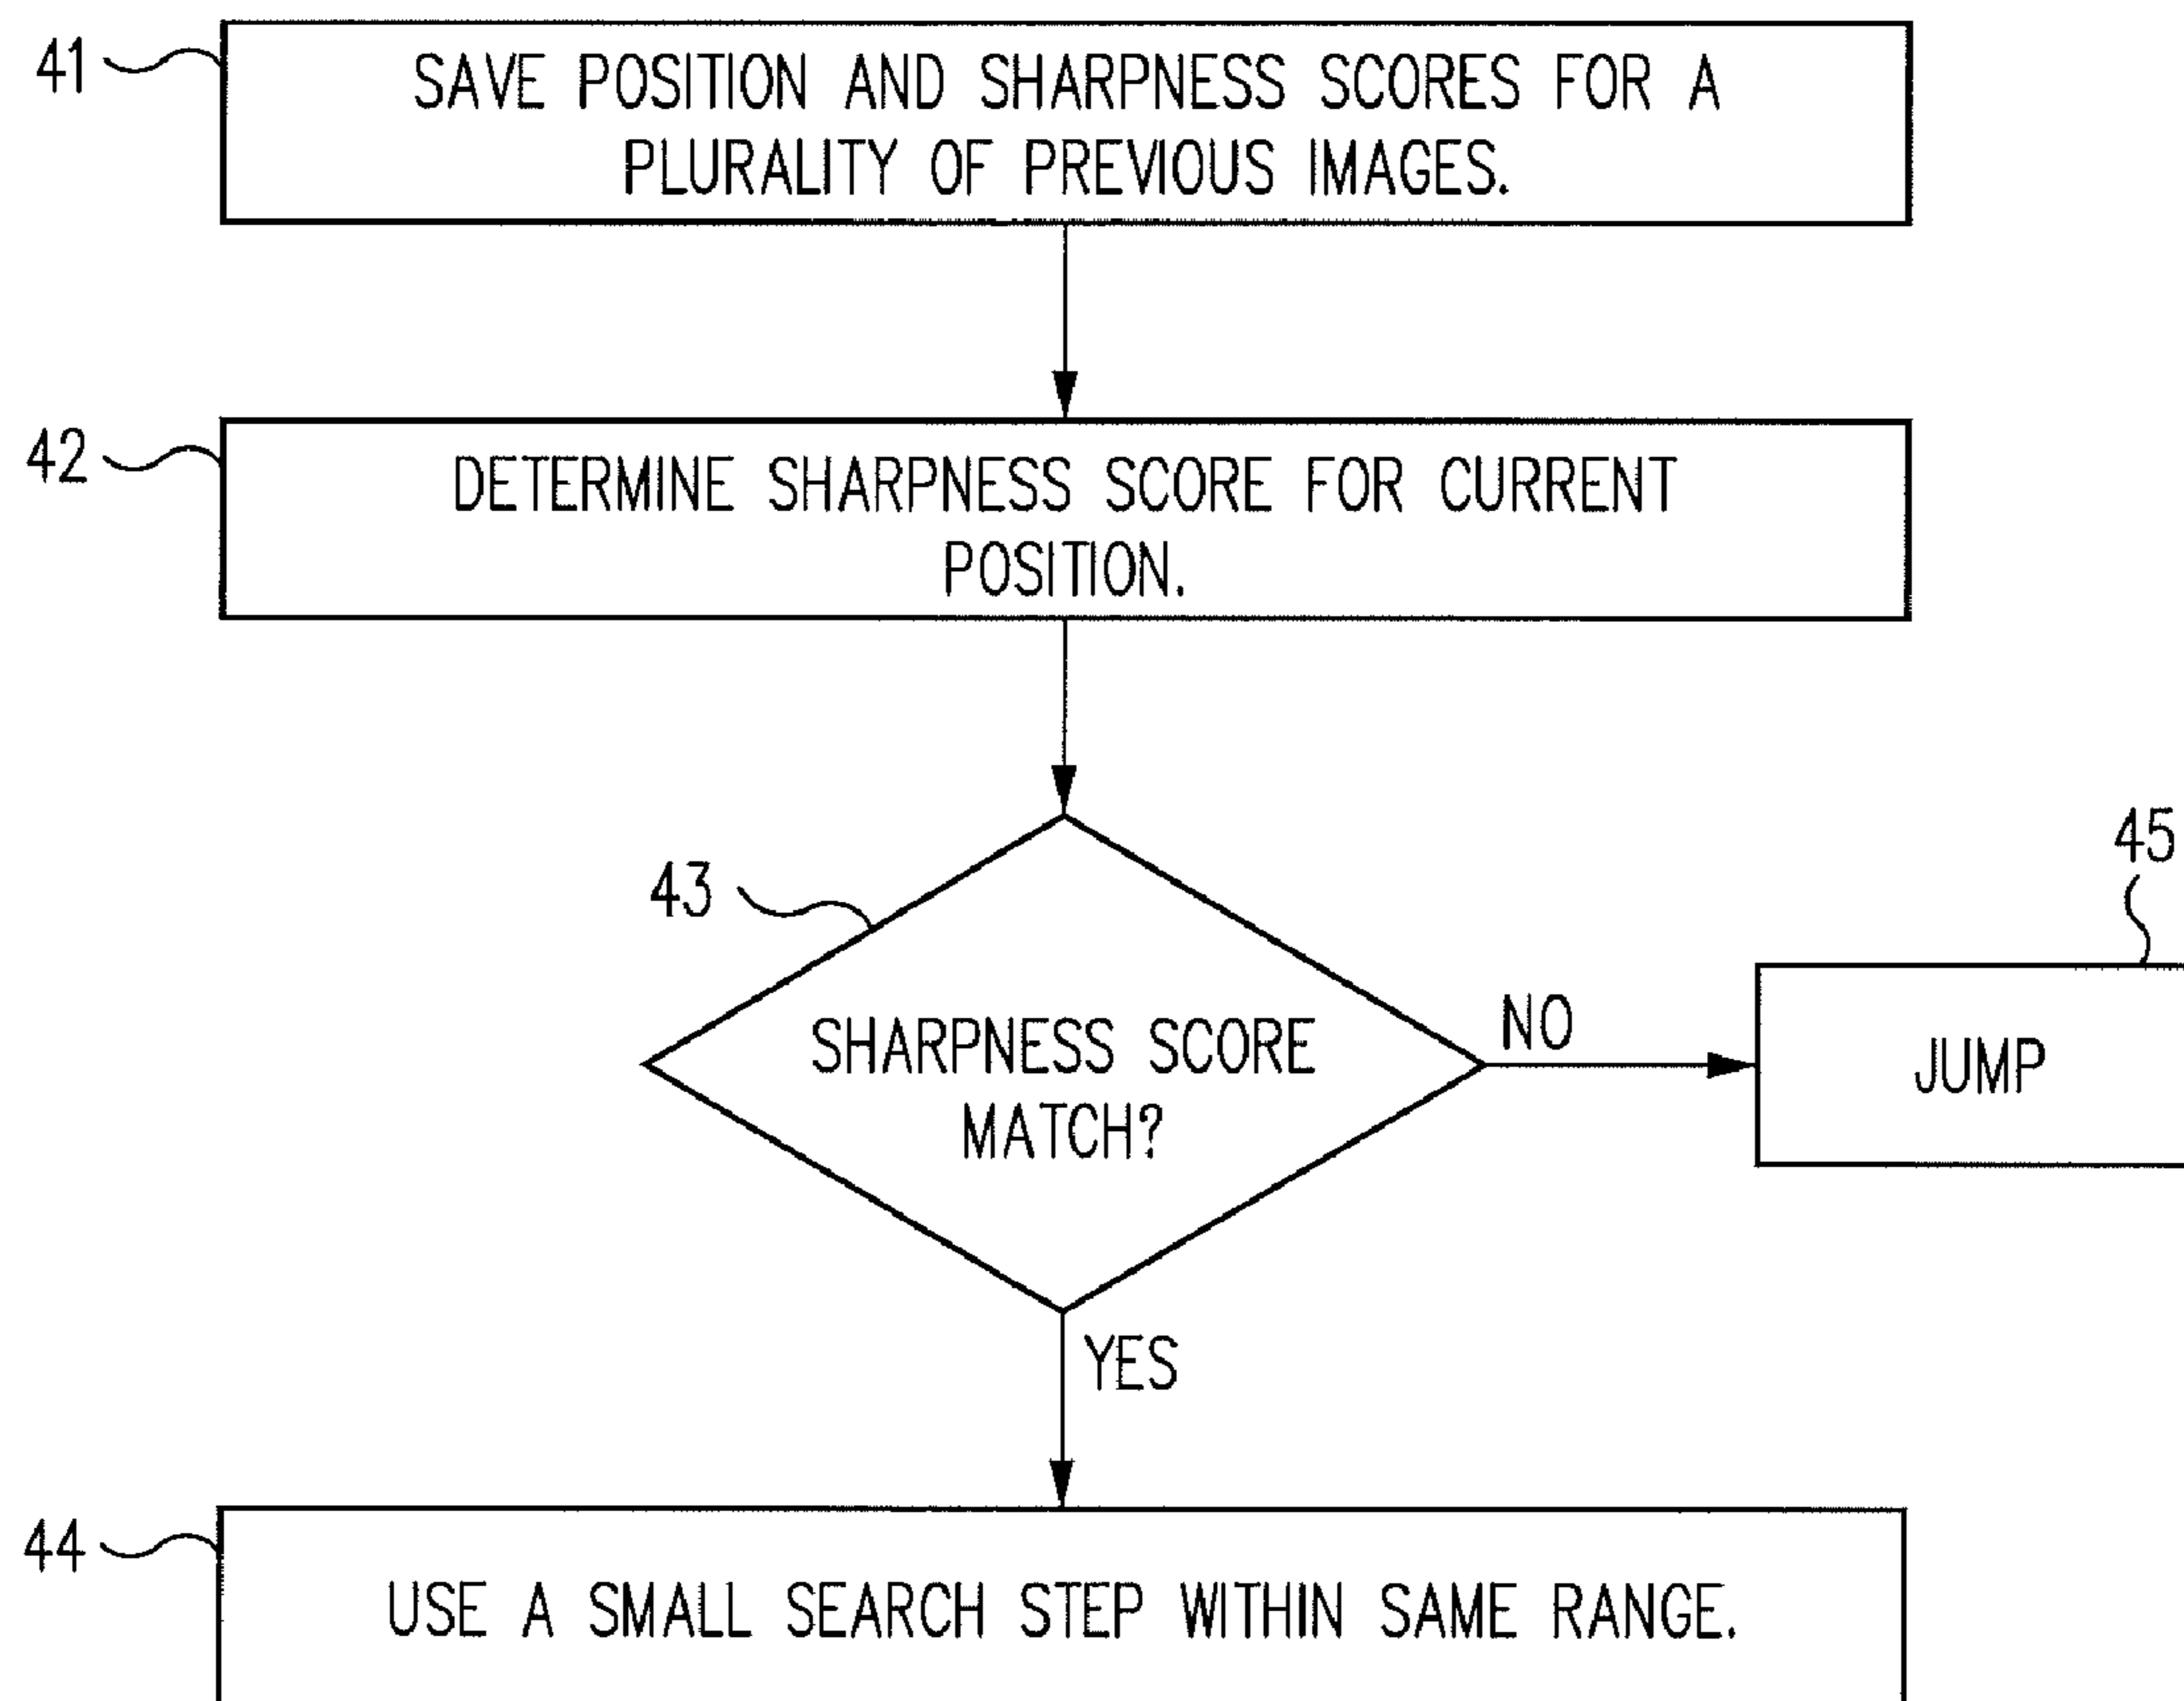 41
SAVE POSITION AND SHARPNESS SCORES FOR A
PLURALITY OF PREVIOUS IMAGES.
42
DETERMINE SHARPNESS SCORE FOR CURRENT
POSITION.
43
SHARPNESS SCORE
MATCH?
NO
45
JUMP
YES
44
USE A SMALL SEARCH STEP WITHIN SAME RANGE.